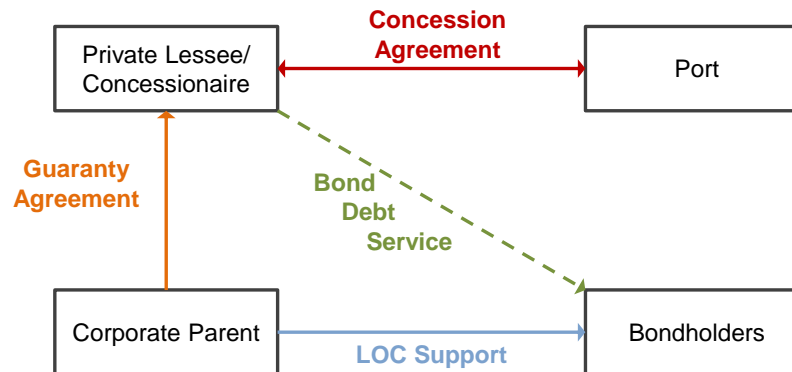 Concession
Agreement
Private Lessee/
Concessionaire
Port
Guaranty
Agreement
Bond
Debt
Service
Corporate Parent
LOC Support
Bondholders